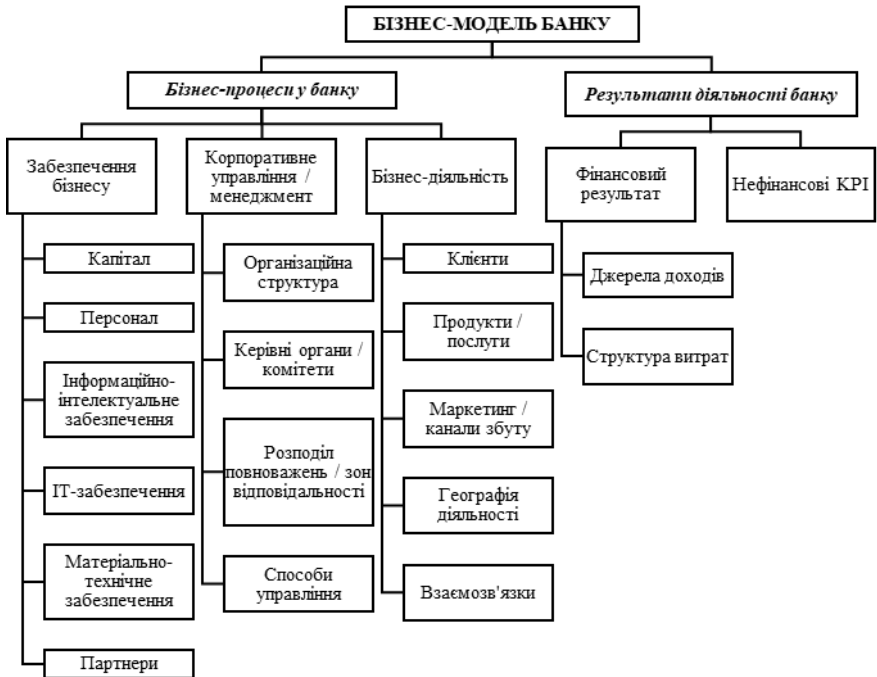 БІЗНЕС-МОДЕЛЬ БАНКУ
Бізнес-процеси у банку
Результати діяльності банку
Забезпечення
бізнесу
Корпоративне
управління /
менеджмент
Бізнес-діяльність
Фінансовий
результат
Нефінансові KPI
Капітал
Персонал
Інформаційно-
інтелектуальне
забезпечення
ІТ-забезпечення
Матеріально-
технічне
забезпечення
Партнери
Організаційна
структура
Керівні органи /
комітети
Розподіл
повноважень / зон
відповідальності
Способи
управління
Клієнти
Продукти /
послуги
Маркетинг /
канали збуту
Географія
діяльності
Взаємозв'язки
Джерела доходів
Структура витрат